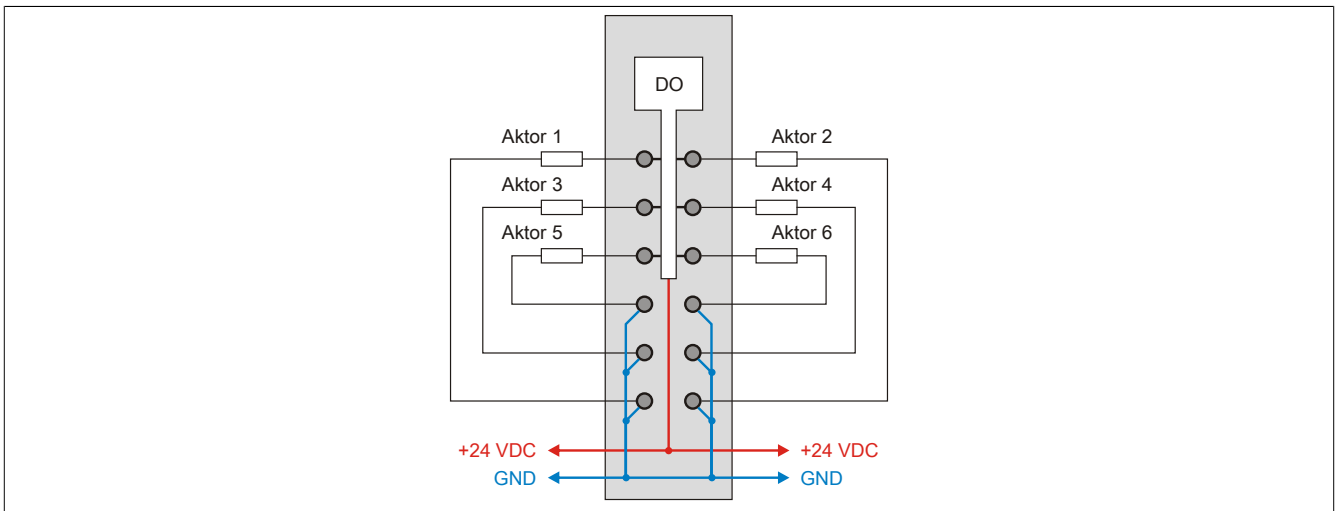 DO
Aktor 1
Aktor 2
Aktor 3
Aktor 4
Aktor 5
Aktor 6
+24 VDC
+24 VDC
GND
GND